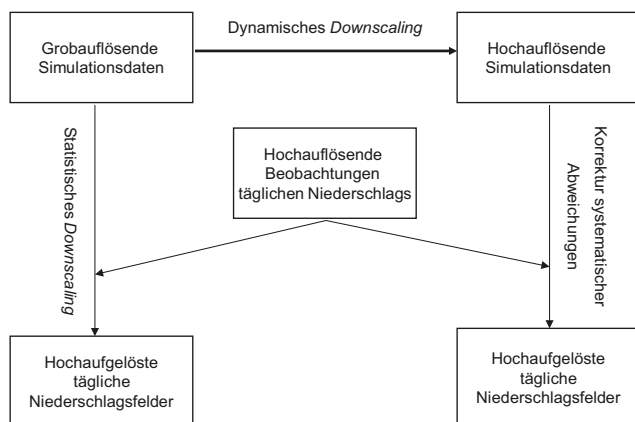 Dynamisches Downscaling
Grobauflösende
Simulationsdaten
Hochauflösende
Simulationsdaten
Statistisches Downscaling
Hochauflösende
Beobachtungen
täglichen Niederschlags
Korrektur systematischer
Abweichungen
Hochaufgelöste
tägliche
Niederschlagsfelder
Hochaufgelöste
tägliche
Niederschlagsfelder